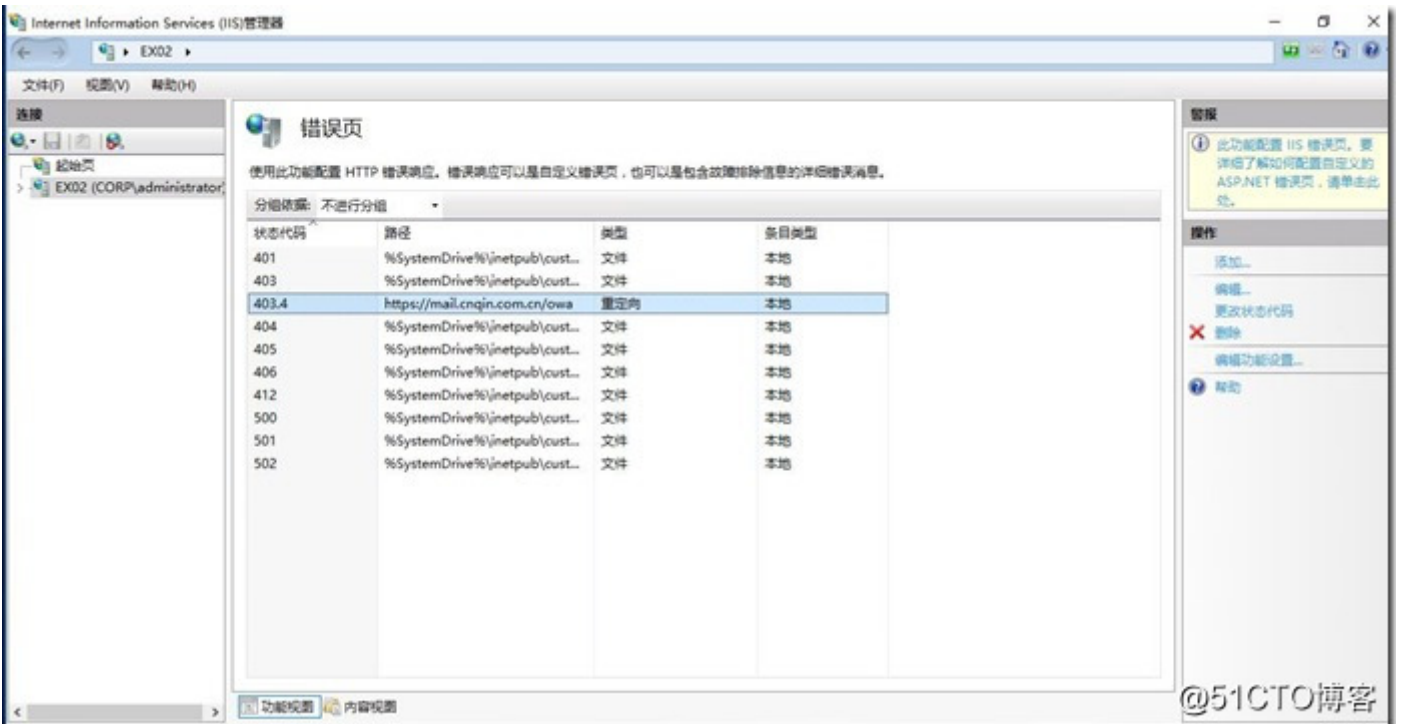 Internet Information Services (IIS)管理器
EX02
文件(F) 视图(V) 帮助(H)
连接
起始页
EX02 (CORP\administrator)
错误页
使用此功能配置 HTTP 错误响应。错误响应可以是自定义错误页，也可以是包含故障排除信息的详细错误消息。
分组依据: 不进行分组
状态代码 路径 类型 条目类型
401 %SystemDrive%\inetpub\cust... 文件 本地
403 %SystemDrive%\inetpub\cust... 文件 本地
403.4 https://mail.cnqin.com.cn/owa 重定向 本地
404 %SystemDrive%\inetpub\cust... 文件 本地
405 %SystemDrive%\inetpub\cust... 文件 本地
406 %SystemDrive%\inetpub\cust... 文件 本地
412 %SystemDrive%\inetpub\cust... 文件 本地
500 %SystemDrive%\inetpub\cust... 文件 本地
501 %SystemDrive%\inetpub\cust... 文件 本地
502 %SystemDrive%\inetpub\cust... 文件 本地
功能视图 内容视图
警报
此功能配置 IIS 错误页。要
详细了解如何配置自定义的
ASP.NET 错误页，请单击此
处。
操作
添加...
编辑...
更改状态代码
删除
编辑功能设置...
帮助
@51CTO博客